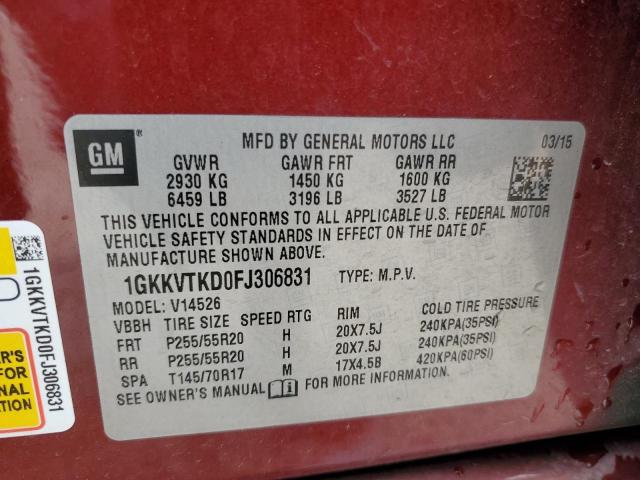 GM®
MFD BY GENERAL MOTORS LLC 03/15
GVWR GAWR FRT GAWR RR
2930 KG 1450 KG 1600 KG
6459 LB 3196 LB 3527 LB
THIS VEHICLE CONFORMS TO ALL APPLICABLE U.S. FEDERAL MOTOR
VEHICLE SAFETY STANDARDS IN EFFECT ON THE DATE OF
MANUFACTURE SHOWN ABOVE.
1GKKVTKD0FJ306831 TYPE: M.P.V.
MODEL: V14526
VBBH TIRE SIZE SPEED RTG RIM COLD TIRE PRESSURE
FRT P255/55R20 H 20X7.5J 240KPA(35PSI)
RR P255/55R20 H 20X7.5J 240KPA(35PSI)
SPA T145/70R17 M 17X4.5B 420KPA(60PSI)
SEE OWNER'S MANUAL FOR MORE INFORMATION.
1GKKVTKD0FJ306831
ER'S
FOR
ONAL